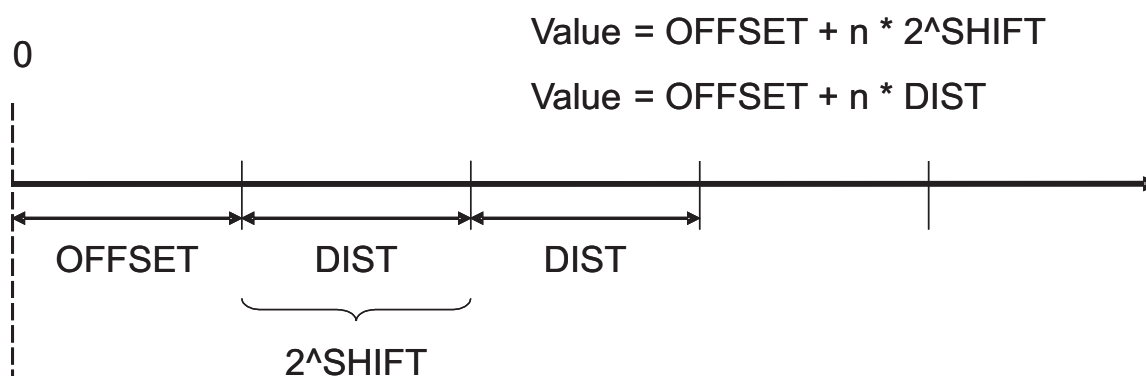 Value = OFFSET + n * 2^SHIFT
0
Value = OFFSET + n * DIST
OFFSET
DIST
DIST
2^SHIFT